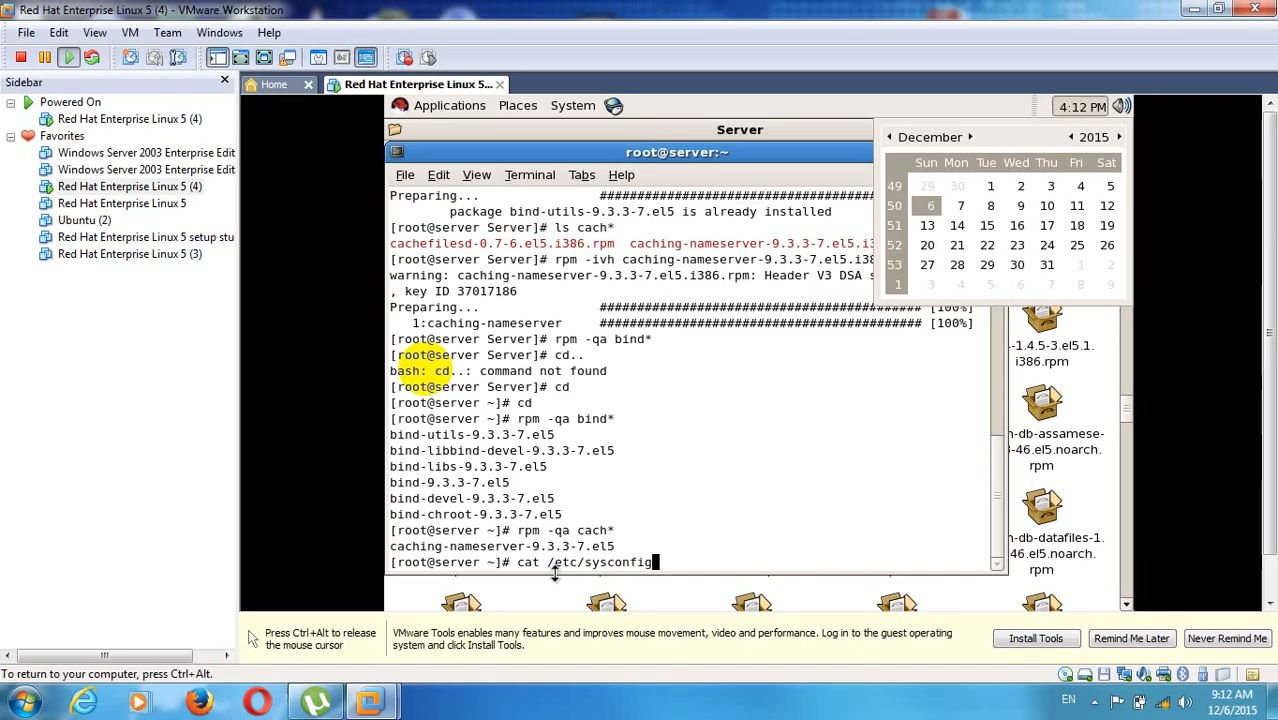 Red Hat Enterprise Linux 5 (4) - VMware Workstation
File Edit View VM Team Windows Help
Sidebar
Powered On
Red Hat Enterprise Linux 5 (4)
Favorites
Windows Server 2003 Enterprise Edit
Windows Server 2003 Enterprise Edit
Red Hat Enterprise Linux 5 (4)
Red Hat Enterprise Linux 5
Ubuntu (2)
Red Hat Enterprise Linux 5 setup stu
Red Hat Enterprise Linux 5 (3)
Home
Red Hat Enterprise Linux 5...
Applications Places System
4:12 PM
Server
root@server:~
File Edit View Terminal Tabs Help
Preparing... ########################################
package bind-utils-9.3.3-7.el5 is already installed
[root@server Server]# ls cach*
cachefilesd-0.7-6.el5.i386.rpm caching-nameserver-9.3.3-7.el5.i3
[root@server Server]# rpm -ivh caching-nameserver-9.3.3-7.el5.i38
warning: caching-nameserver-9.3.3-7.el5.i386.rpm: Header V3 DSA s
, key ID 37017186
Preparing... ########################################### [100%]
1:caching-nameserver ########################################### [100%]
[root@server Server]# rpm -qa bind*
[root@server Server]# cd..
bash: cd..: command not found
[root@server Server]# cd
[root@server ~]# cd
[root@server ~]# rpm -qa bind*
bind-utils-9.3.3-7.el5
bind-libbind-devel-9.3.3-7.el5
bind-libs-9.3.3-7.el5
bind-9.3.3-7.el5
bind-devel-9.3.3-7.el5
bind-chroot-9.3.3-7.el5
[root@server ~]# rpm -qa cach*
caching-nameserver-9.3.3-7.el5
[root@server ~]# cat /etc/sysconfig
December 2015
Sun Mon Tue Wed Thu Fri Sat
49 29 30 1 2 3 4 5
50 6 7 8 9 10 11 12
51 13 14 15 16 17 18 19
52 20 21 22 23 24 25 26
53 27 28 29 30 31 1 2
1 3 4 5 6 7 8 9
-1.4.5-3.el5.1
i386.rpm
n-db-assamese-
3-46.el5.noarch.
rpm
n-db-datafiles-1
.46.el5.noarch.
rpm
Press Ctrl+Alt to release
the mouse cursor
VMware Tools enables many features and improves mouse movement, video and performance. Log in to the guest operating
system and click Install Tools.
Install Tools
Remind Me Later
Never Remind Me
To return to your computer, press Ctrl+Alt.
EN
9:12 AM
12/6/2015